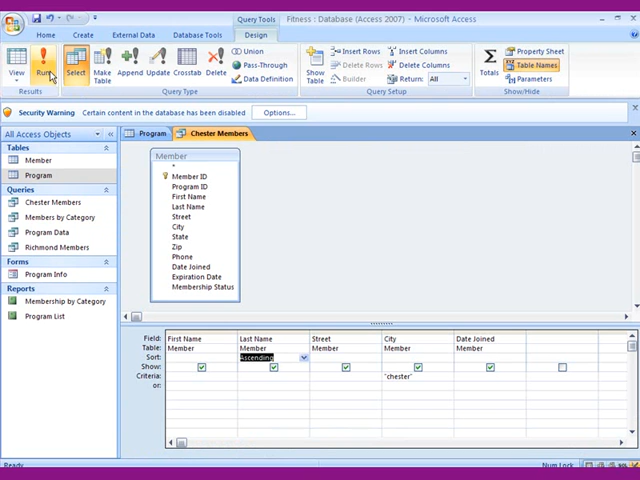 Query Tools
Fitness : Database (Access 2007) - Microsoft Access
Home
Create
External Data
Database Tools
Design
View
Run
Select
Make Table
Append
Update
Crosstab
Delete
Union
Pass-Through
Data Definition
Show Table
Insert Rows
Delete Rows
Builder
Insert Columns
Delete Columns
Return: All
Totals
Property Sheet
Table Names
Parameters
Results
Query Type
Query Setup
Show/Hide
Security Warning Certain content in the database has been disabled Options...
All Access Objects
Program
Chester Members
Tables
Member
Program
Queries
Chester Members
Members by Category
Program Data
Richmond Members
Forms
Program Info
Reports
Membership by Category
Program List
Member
*
Member ID
Program ID
First Name
Last Name
Street
City
State
Zip
Phone
Date Joined
Expiration Date
Membership Status
Field: First Name Last Name Street City Date Joined
Table: Member Member Member Member Member
Sort: Ascending
Show:
Criteria: "chester"
or:
Ready
Num Lock